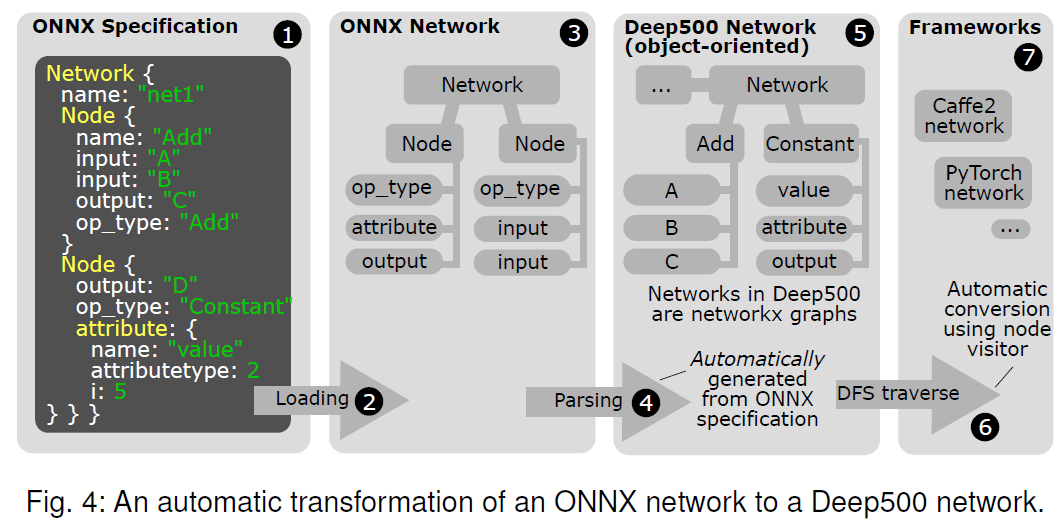 ONNX Specification
1
Network {
name: "net1"
Node {
name: "Add"
input: "A"
input: "B"
output: "C"
op_type: "Add"
}
Node {
output: "D"
op_type: "Constant"
attribute: {
name: "value"
attributetype: 2
i: 5
} } }
Loading 2
ONNX Network
3
Network
Node
Node
op_type
attribute
output
op_type
input
input
Parsing 4
Deep500 Network
(object-oriented)
5
...
Network
Add
Constant
A
B
C
value
attribute
output
Networks in Deep500
are networkx graphs
Automatically
generated
from ONNX
specification
DFS traverse
6
Frameworks
7
Caffe2
network
PyTorch
network
...
Automatic
conversion
using node
visitor
Fig. 4: An automatic transformation of an ONNX network to a Deep500 network.